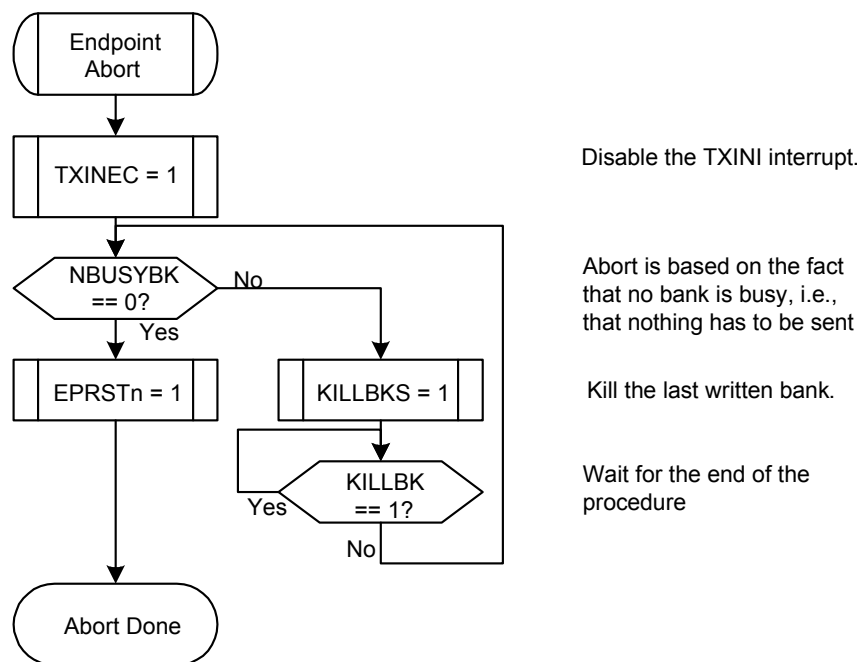 Endpoint
Abort
TXINEC = 1
Disable the TXINI interrupt.
NBUSYBK
== 0?
No
Yes
Abort is based on the fact
that no bank is busy, i.e.,
that nothing has to be sent
EPRSTn = 1
KILLBKS = 1
Kill the last written bank.
KILLBK
== 1?
Yes
No
Wait for the end of the
procedure
Abort Done